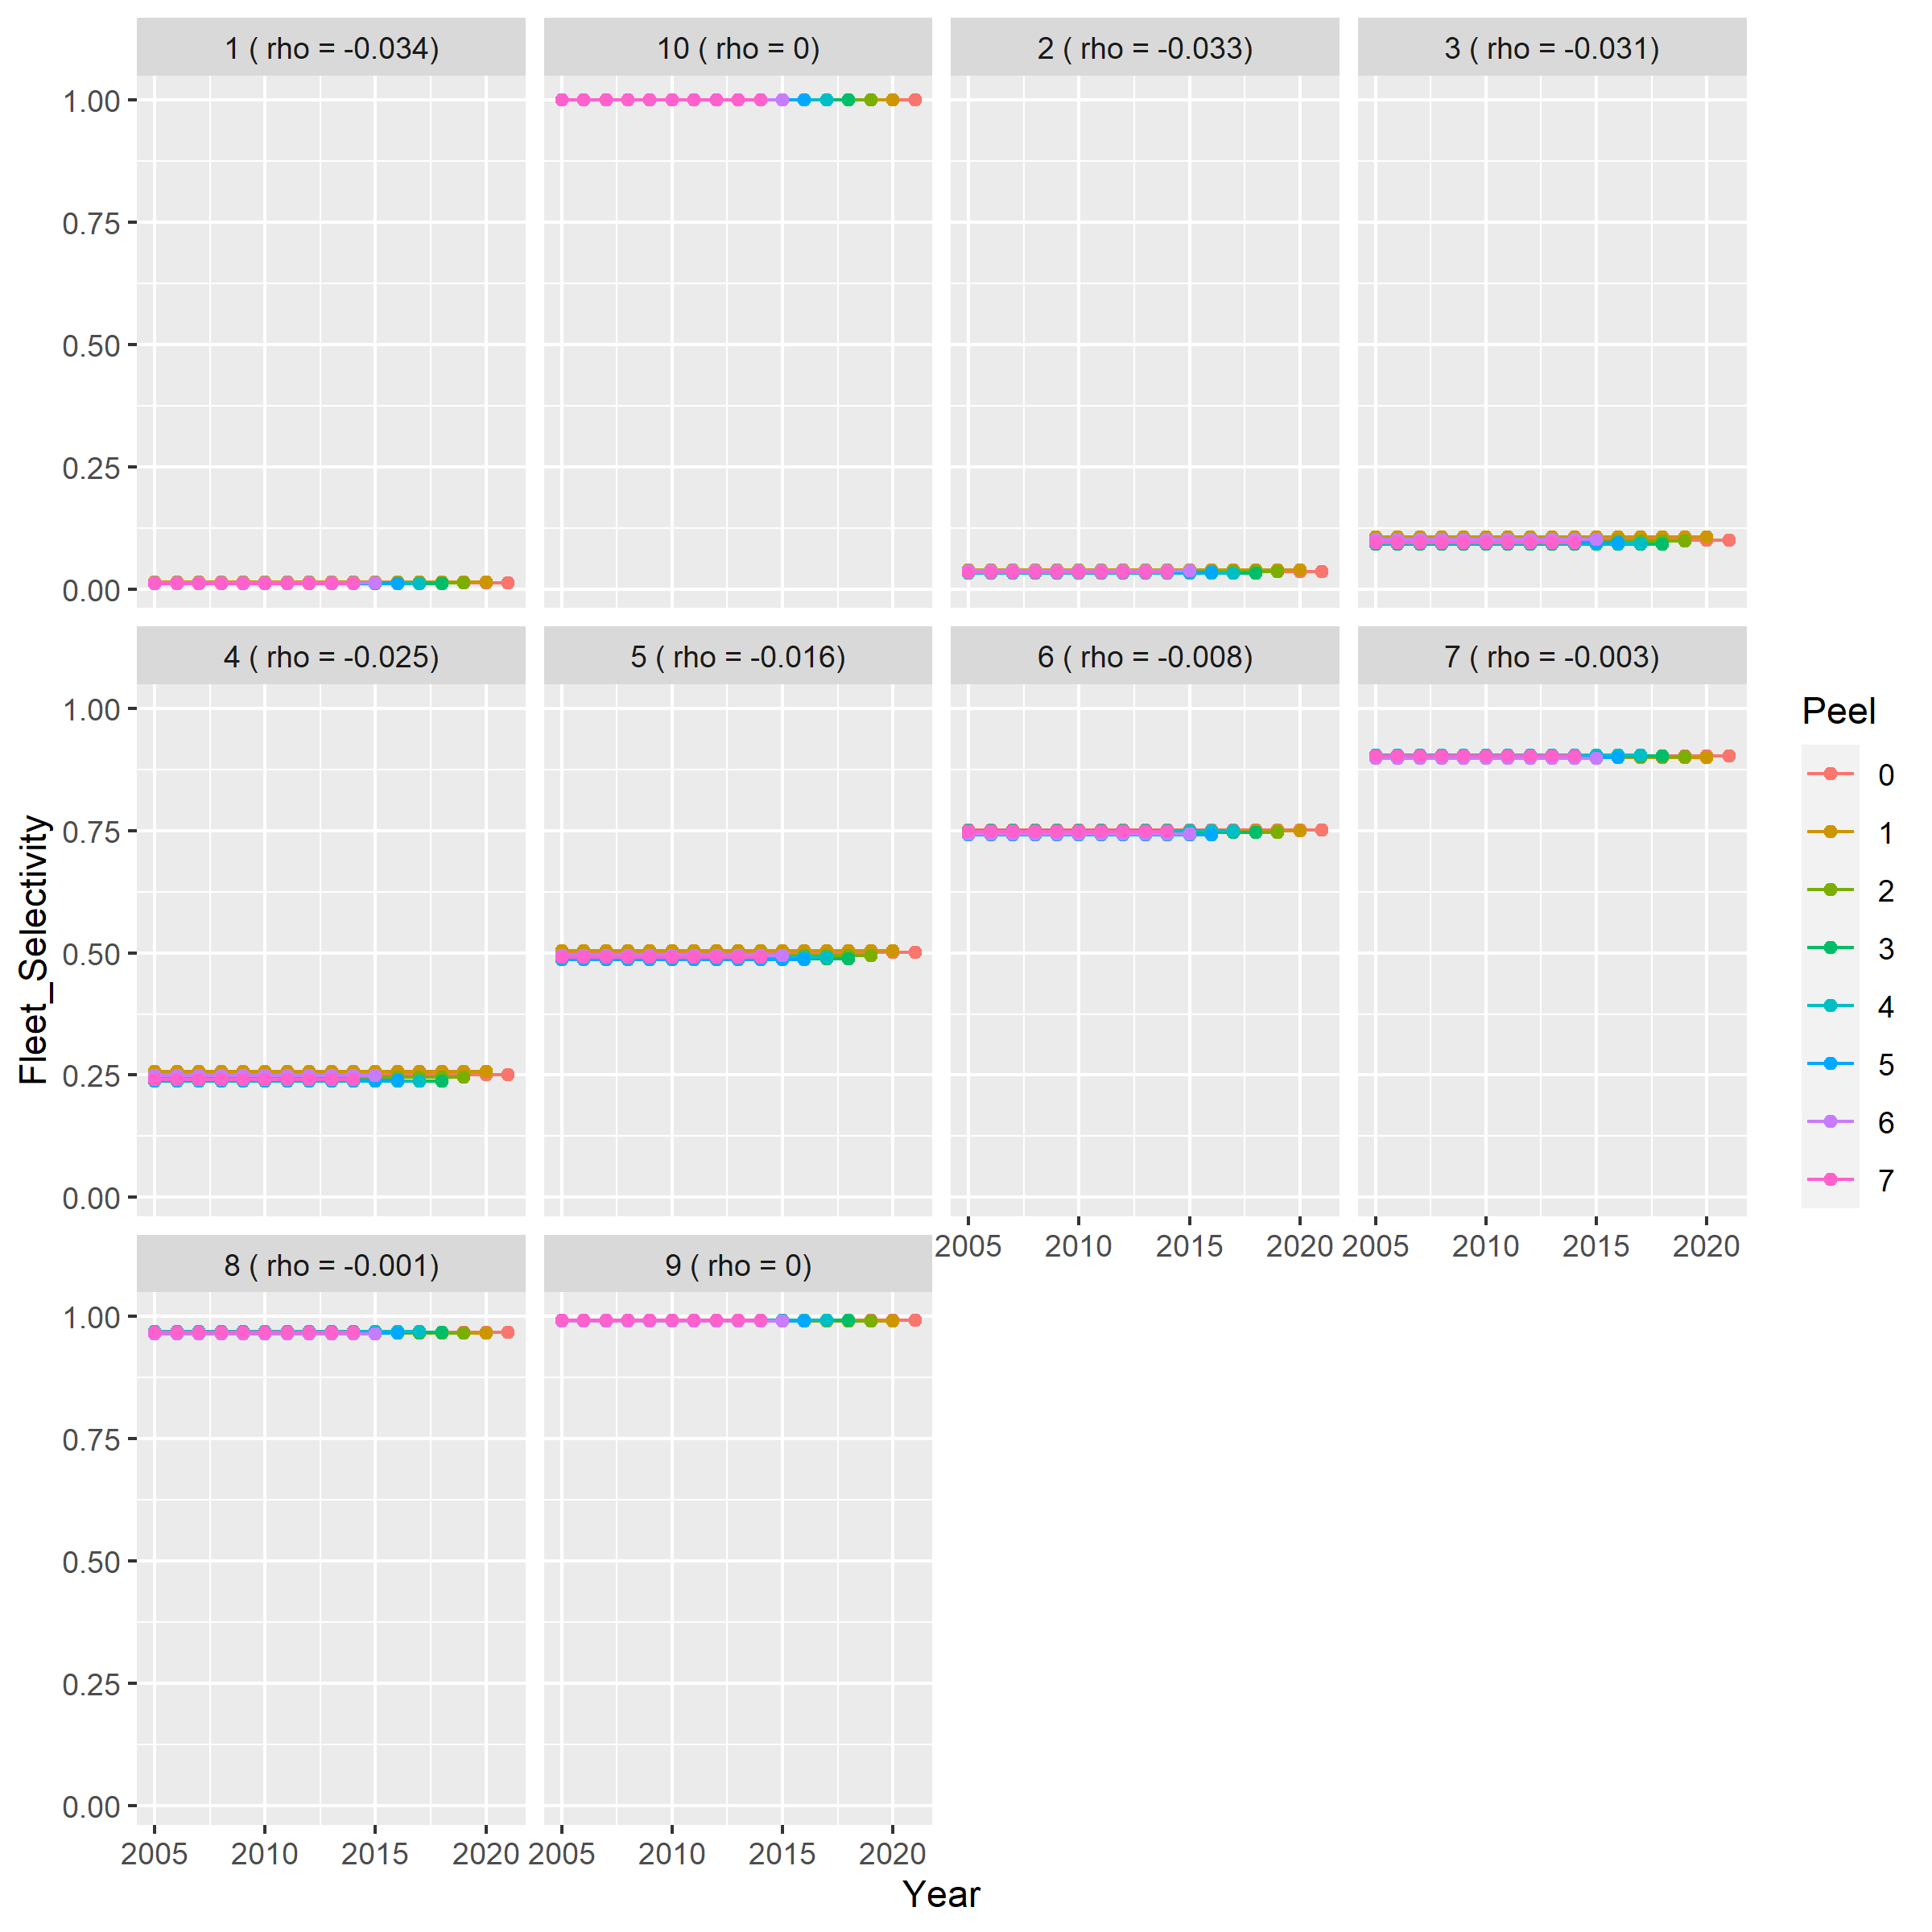 1 ( rho = -0.034)
10 ( rho = 0)
2 ( rho = -0.033)
3 ( rho = -0.031)
1.00
0.75
0.50
0.25
0.00
4 ( rho = -0.025)
5 ( rho = -0.016)
6 ( rho = -0.008)
7 ( rho = -0.003)
1.00
0.75
0.50
0.25
0.00
2005 2010 2015 2020
2005 2010 2015 2020
8 ( rho = -0.001)
9 ( rho = 0)
1.00
0.75
0.50
0.25
0.00
2005 2010 2015 2020
2005 2010 2015 2020
Year
Fleet_Selectivity
Peel
0
1
2
3
4
5
6
7